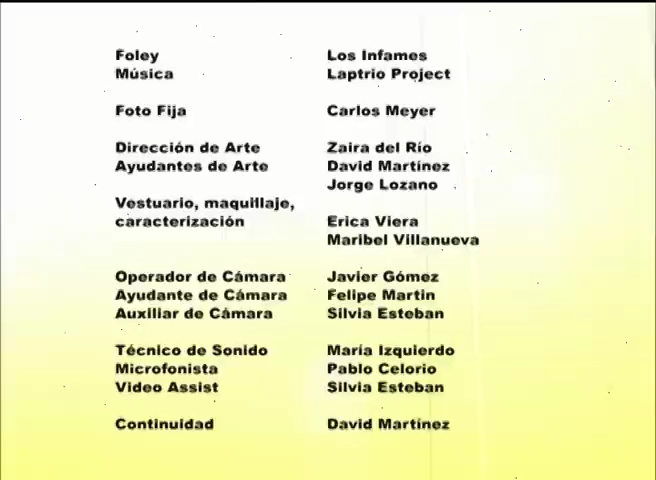 Foley Los Infames
Música Laptrio Project
Foto Fija Carlos Meyer
Dirección de Arte Zaira del Río
Ayudantes de Arte David Martínez
Jorge Lozano
Vestuario, maquillaje,
caracterización Erica Viera
Maribel Villanueva
Operador de Cámara Javier Gómez
Ayudante de Cámara Felipe Martin
Auxiliar de Cámara Silvia Esteban
Técnico de Sonido María Izquierdo
Microfonista Pablo Celorio
Video Assist Silvia Esteban
Continuidad David Martínez